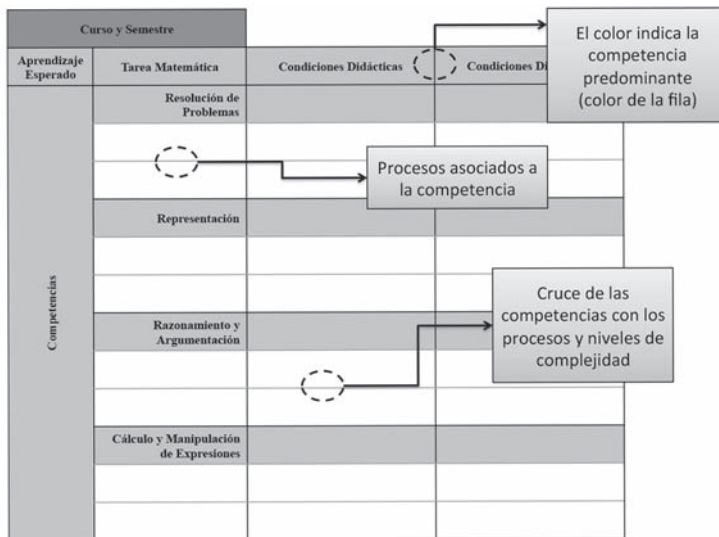 Curso y Semestre
Aprendizaje
Esperado
Tarea Matemática
Condiciones Didácticas
Condiciones Di
El color indica la
competencia
predominante
(color de la fila)
Resolución de
Problemas
Procesos asociados a
la competencia
Representación
Competencias
Cruce de las
competencias con los
procesos y niveles de
complejidad
Razonamiento y
Argumentación
Cálculo y Manipulación
de Expresiones